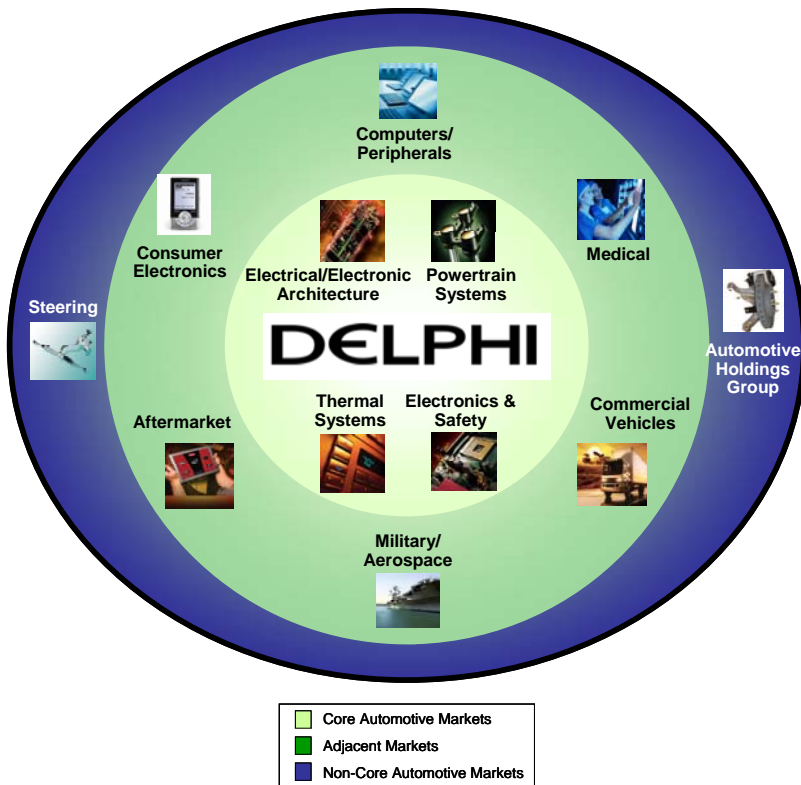 Computers/
Peripherals
Consumer
Electronics
Medical
Electrical/Electronic
Architecture
Powertrain
Systems
Steering
DELPHI
Automotive
Holdings
Group
Aftermarket
Thermal
Systems
Electronics &
Safety
Commercial
Vehicles
Military/
Aerospace
Core Automotive Markets
Adjacent Markets
Non-Core Automotive Markets